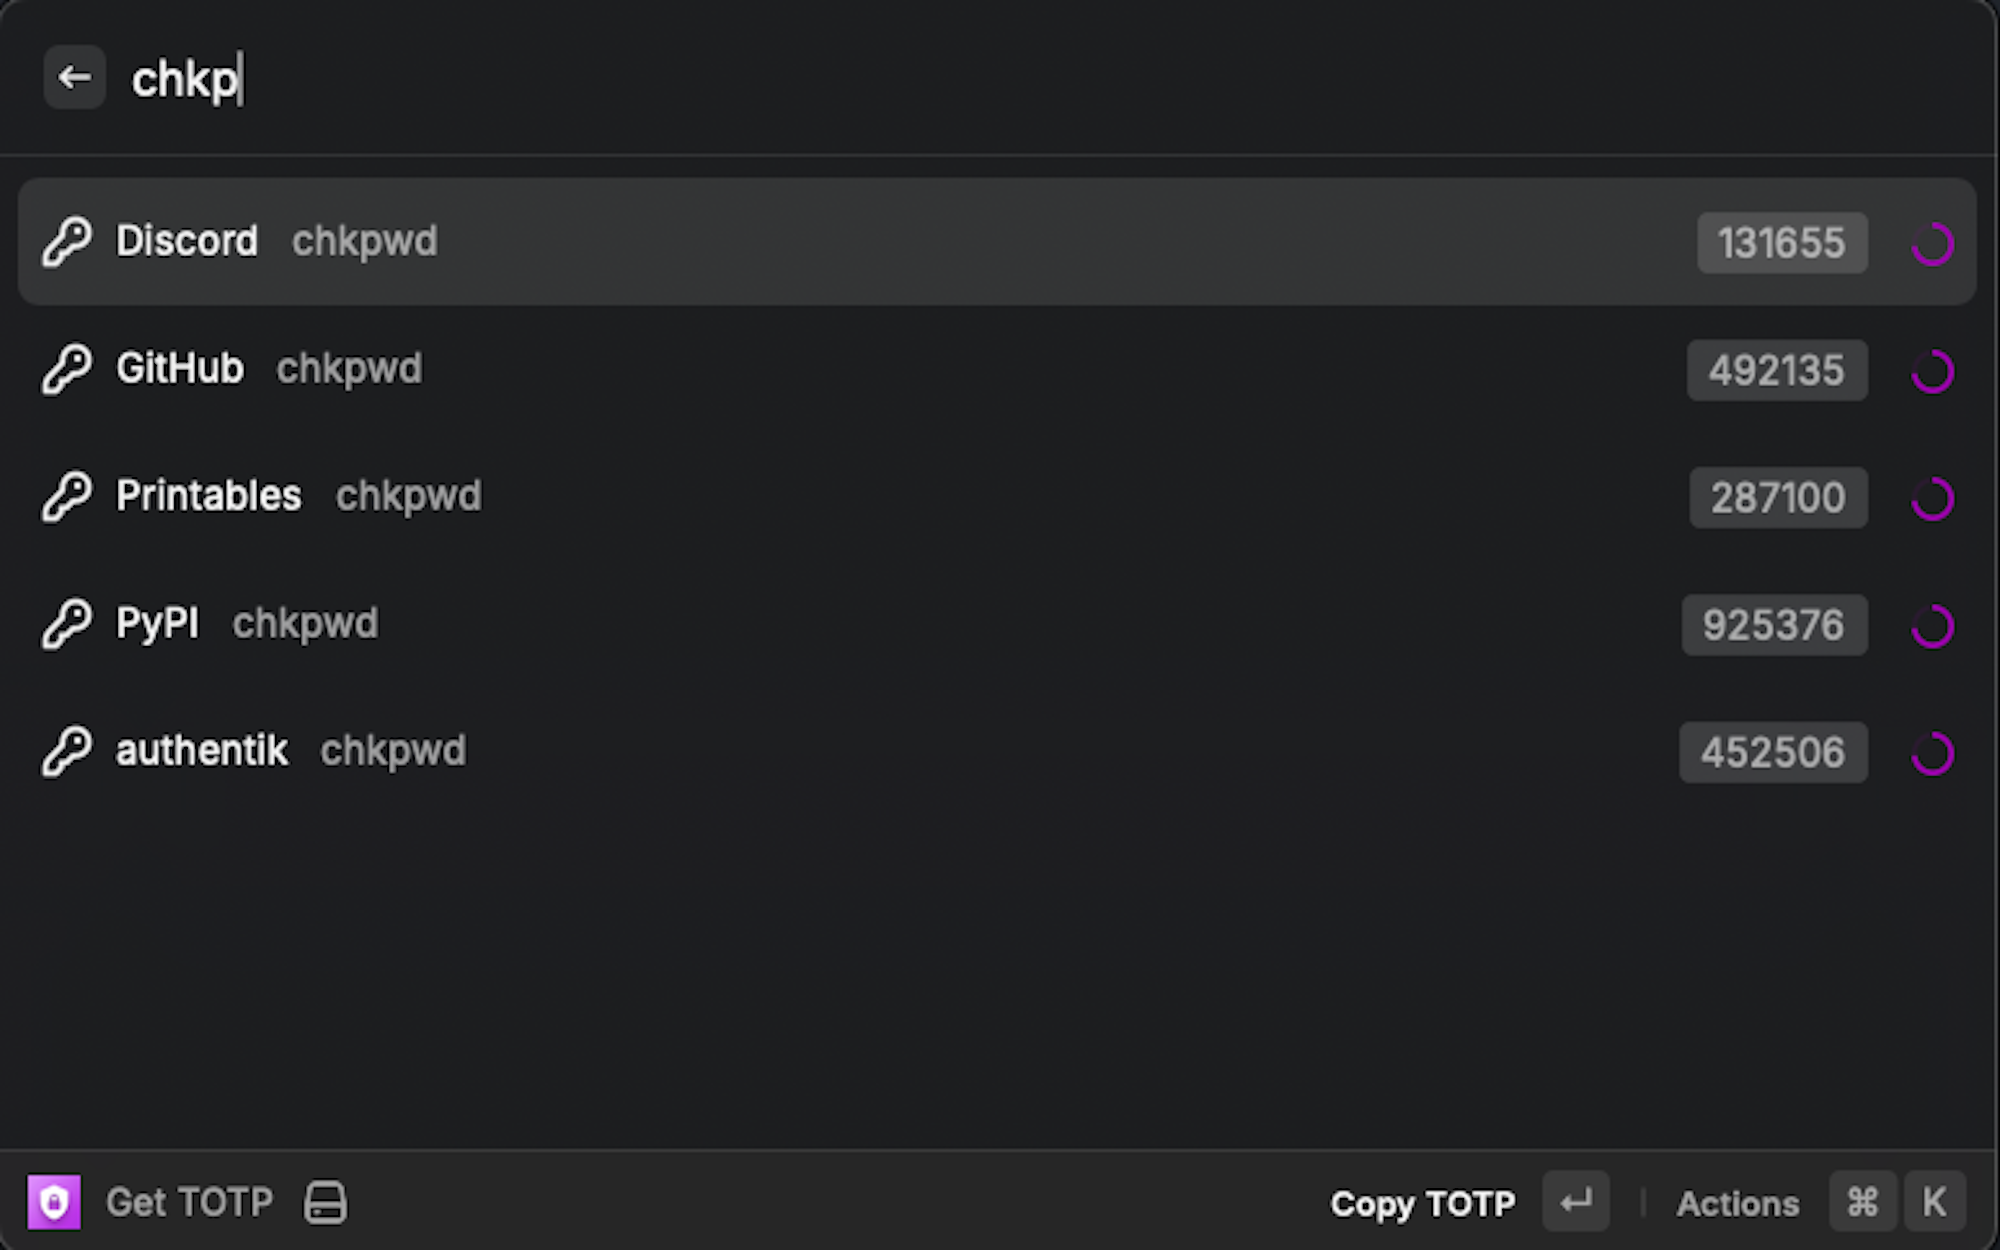 chkp
Discord chkpwd 131655
GitHub chkpwd 492135
Printables chkpwd 287100
PyPI chkpwd 925376
authentik chkpwd 452506
Get TOTP Copy TOTP ↵ Actions ⌘ K